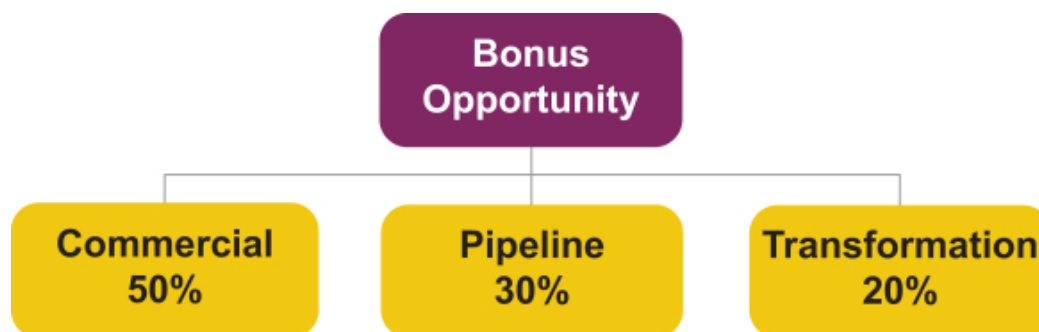 Bonus
Opportunity
Commercial
50%
Pipeline
30%
Transformation
20%